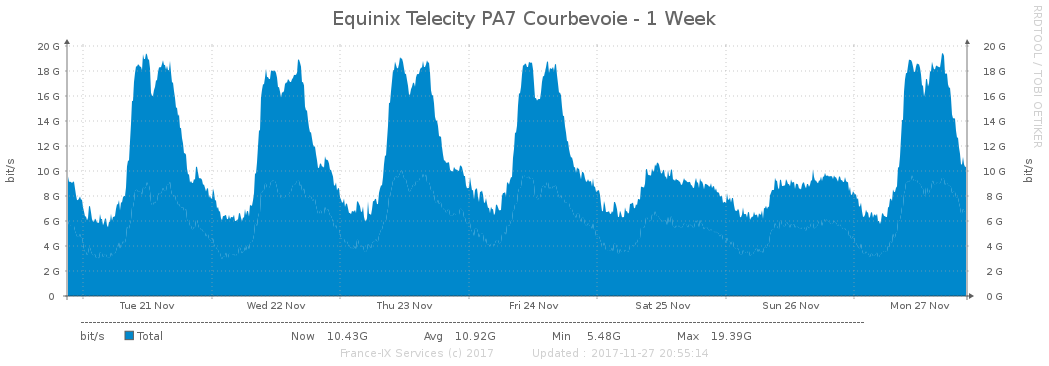 Equinix Telecity PA7 Courbevoie - 1 Week
RRDTOOL / TOBI OETIKER
bit/s
20 G 20 G
18 G 18 G
16 G 16 G
14 G 14 G
12 G 12 G
10 G 10 G
8 G 8 G
6 G 6 G
4 G 4 G
2 G 2 G
0 0 G
bit/s
Tue 21 Nov Wed 22 Nov Thu 23 Nov Fri 24 Nov Sat 25 Nov Sun 26 Nov Mon 27 Nov
bit/s Total Now 10.43G Avg 10.92G Min 5.48G Max 19.39G
France-IX Services (c) 2017 Updated : 2017-11-27 20:55:14